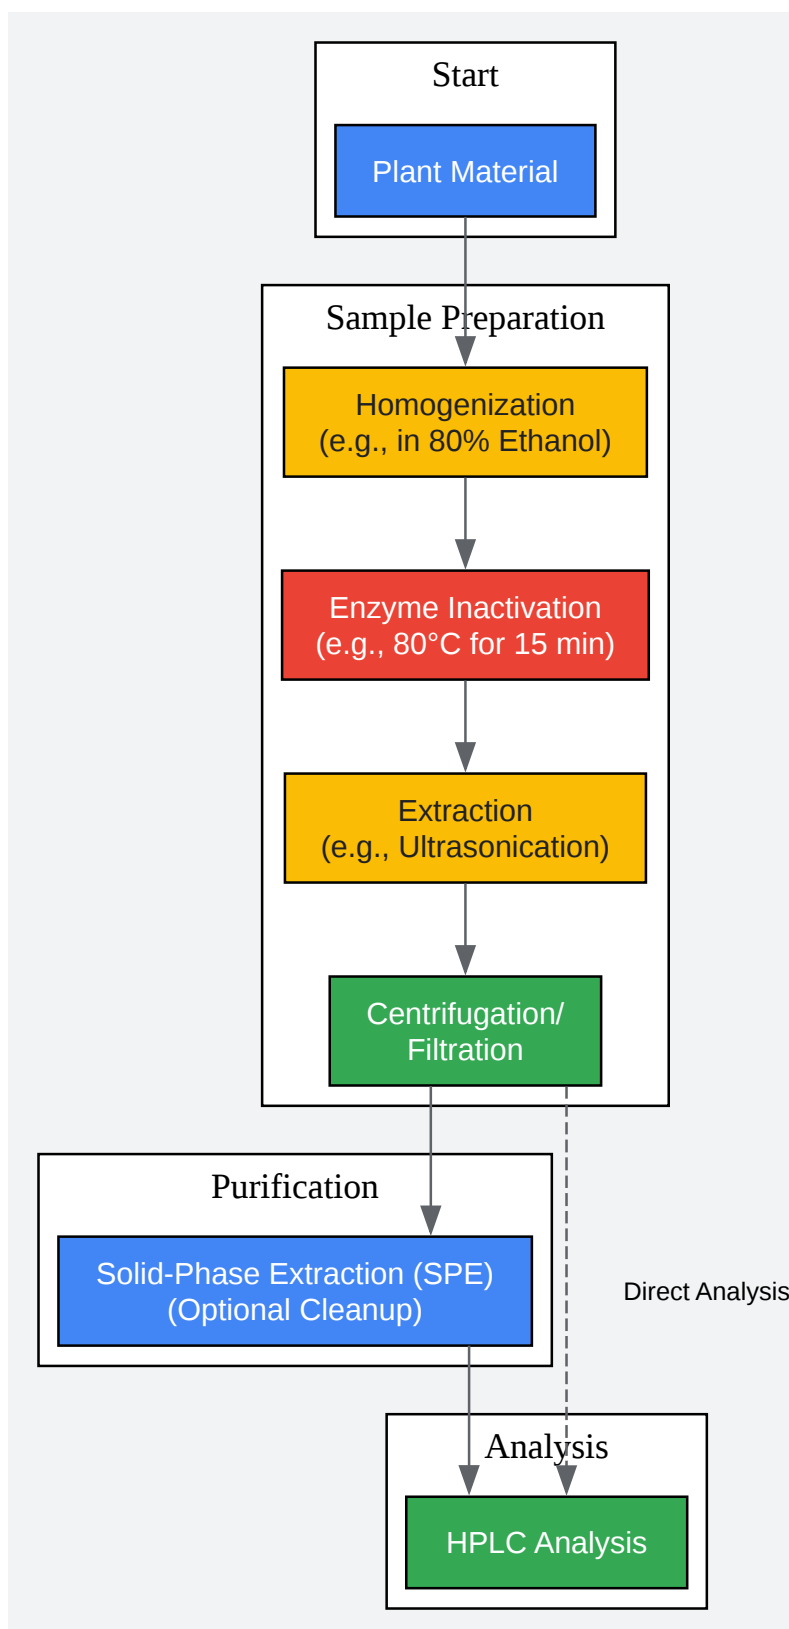 Start
Plant Material
Sample Preparation
Homogenization
(e.g., in 80% Ethanol)
Enzyme Inactivation
(e.g., 80°C for 15 min)
Extraction
(e.g., Ultrasonication)
Centrifugation/
Filtration
Purification
Solid-Phase Extraction (SPE)
(Optional Cleanup)
Direct Analysis
Analysis
HPLC Analysis